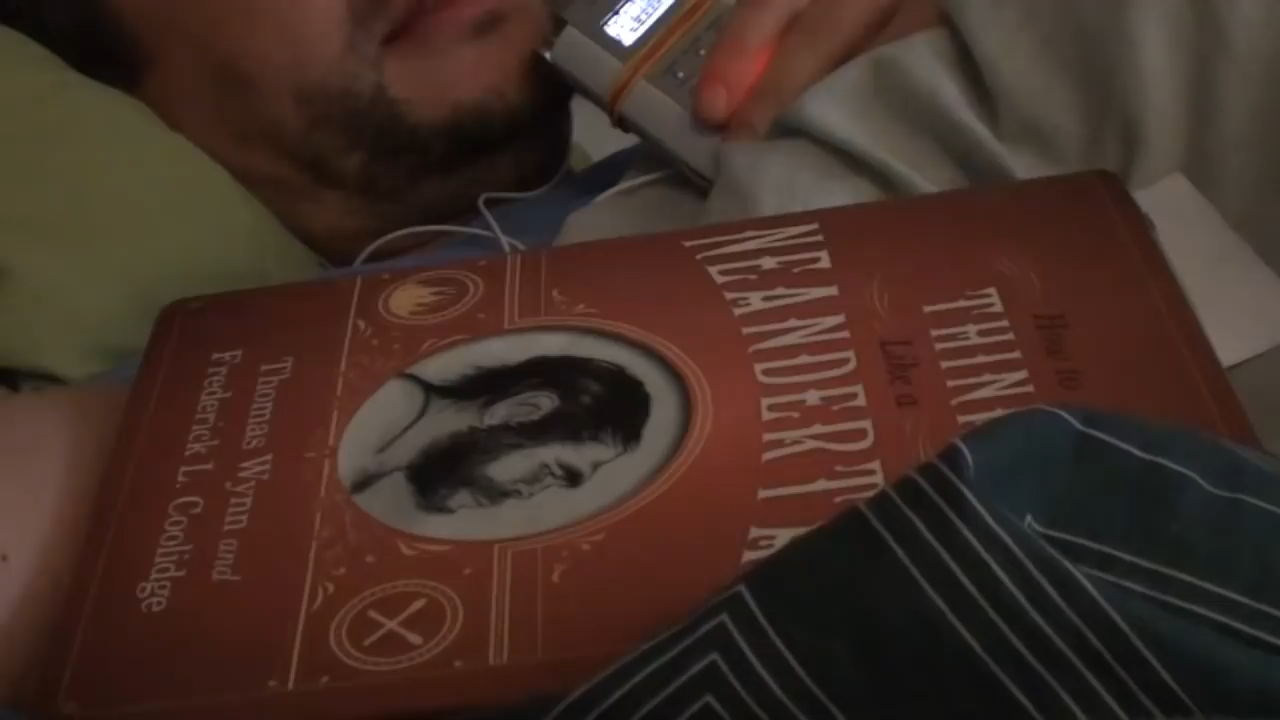 How to
THIN
Like a
NEANDERT
Thomas Wynn and
Frederick L. Coolidge